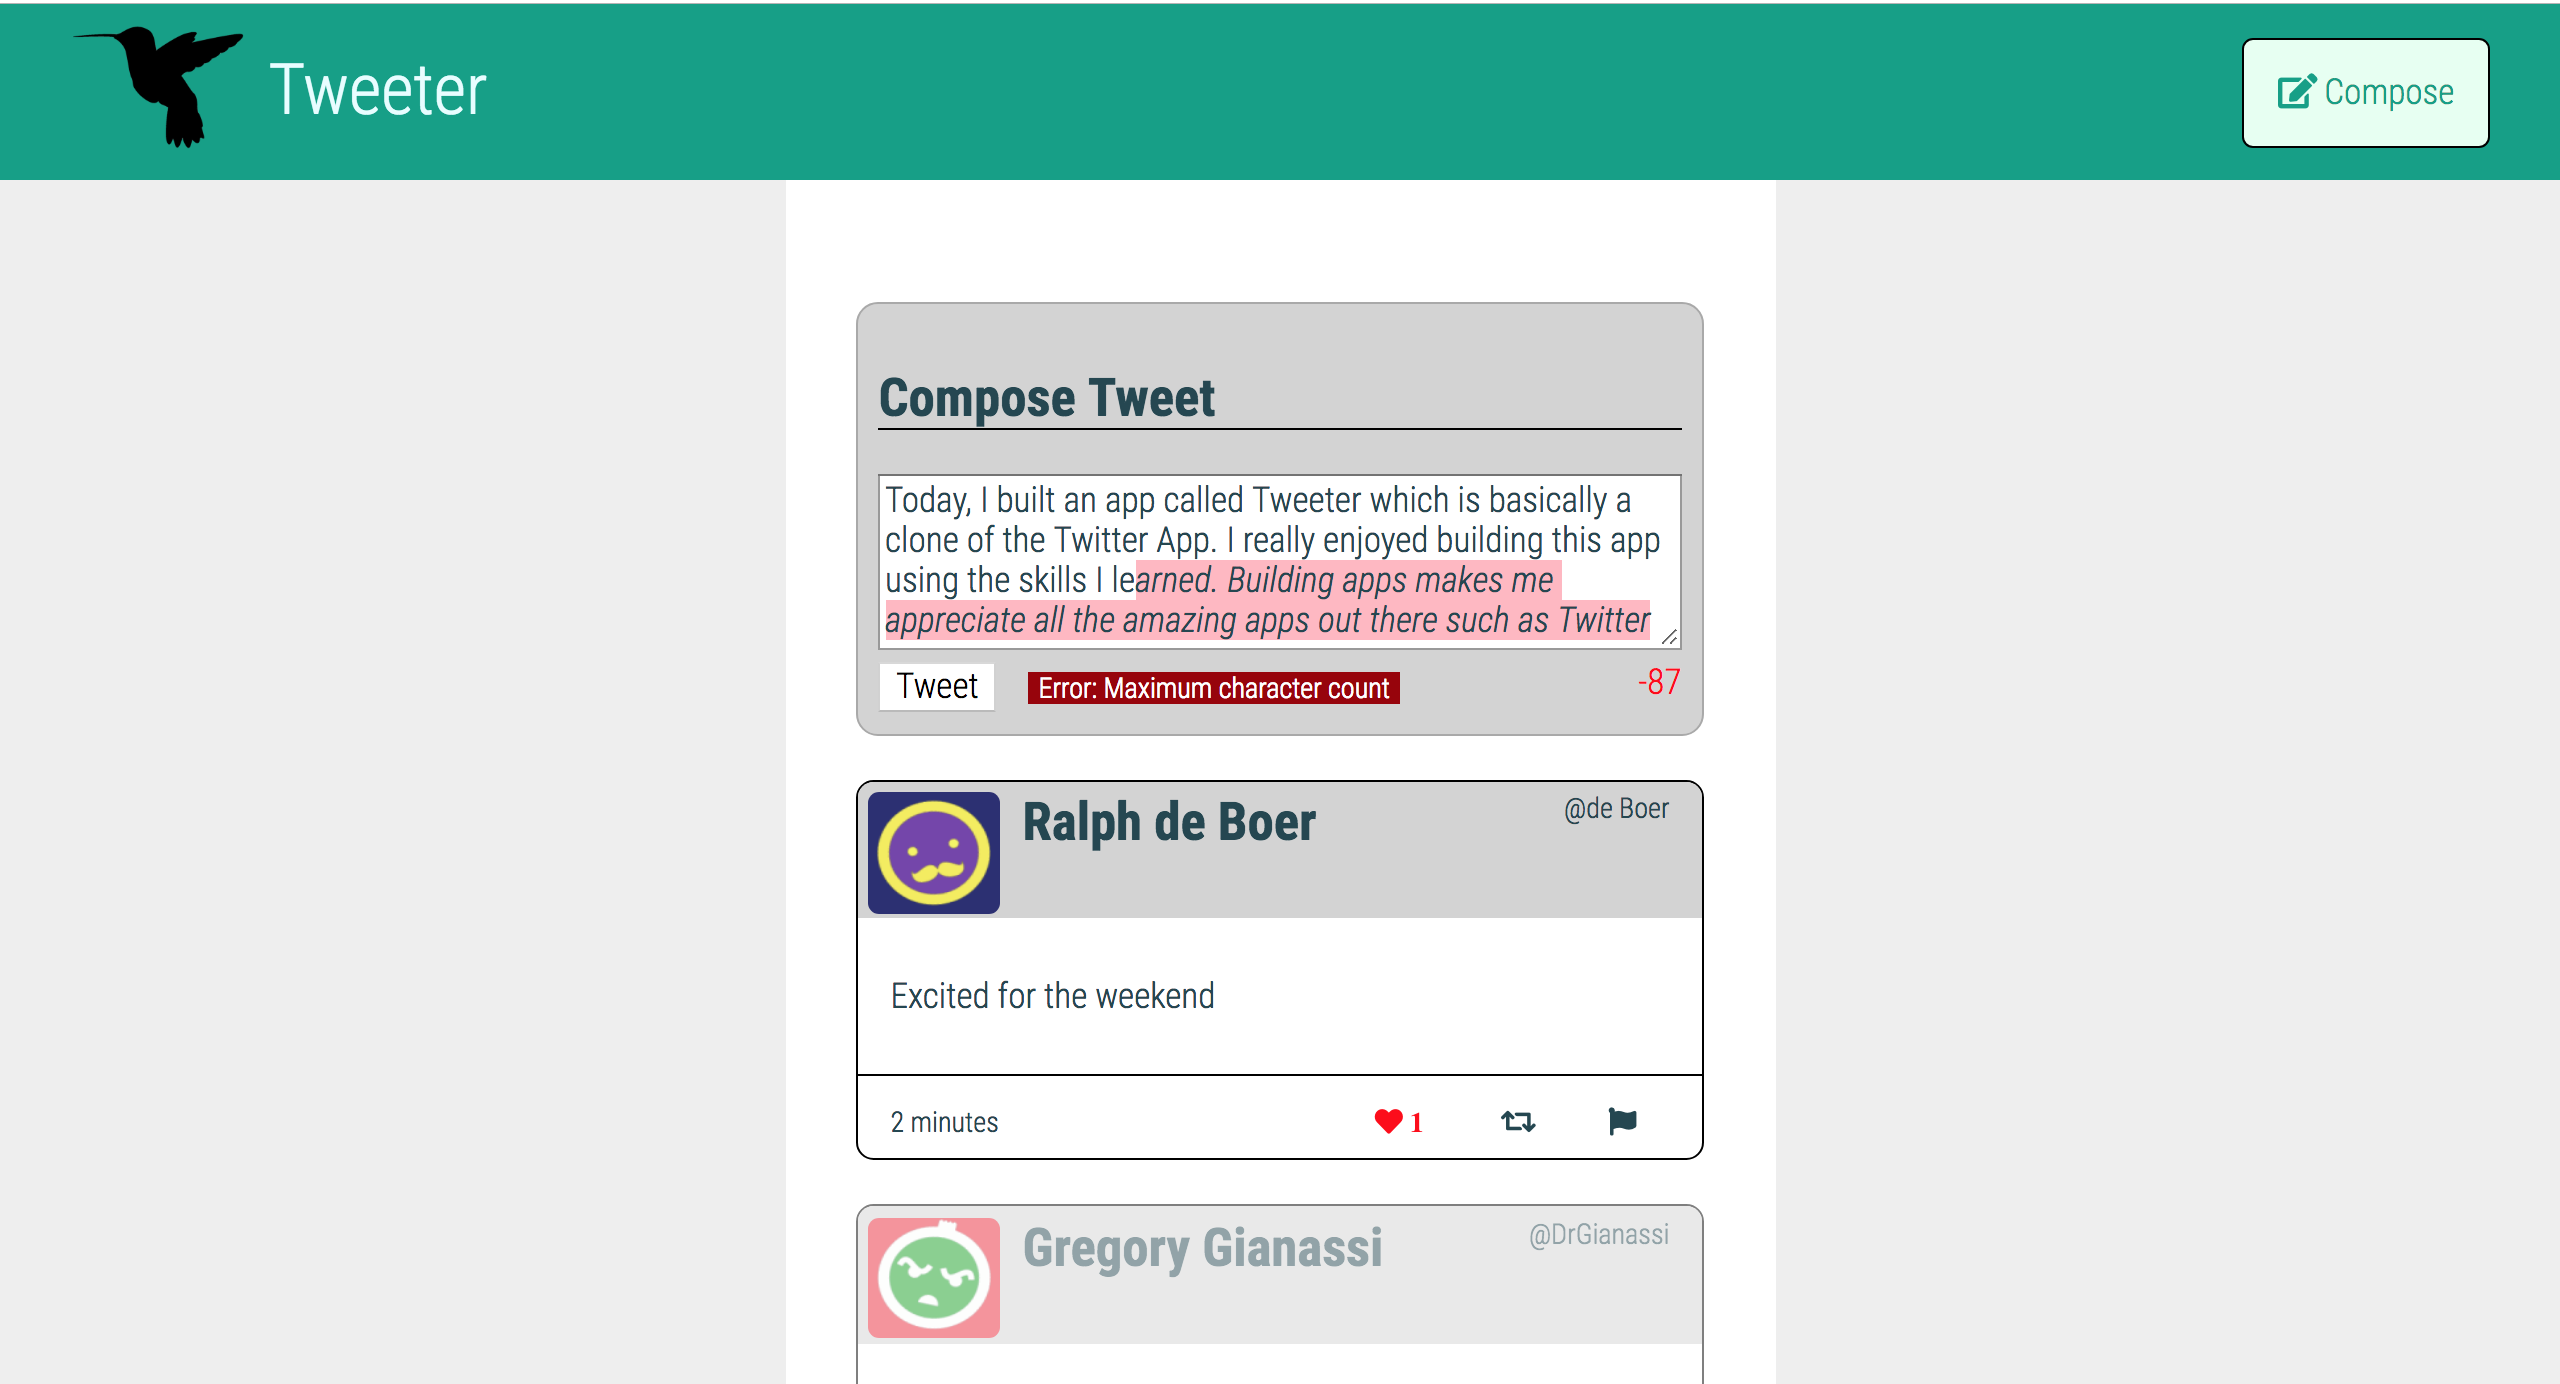 Tweeter
Compose
Compose Tweet
Today, I built an app called Tweeter which is basically a
clone of the Twitter App. I really enjoyed building this app
using the skills I learned. Building apps makes me
appreciate all the amazing apps out there such as Twitter
Tweet
Error: Maximum character count
-87
Ralph de Boer
@de Boer
Excited for the weekend
2 minutes
1
Gregory Gianassi
@DrGianassi